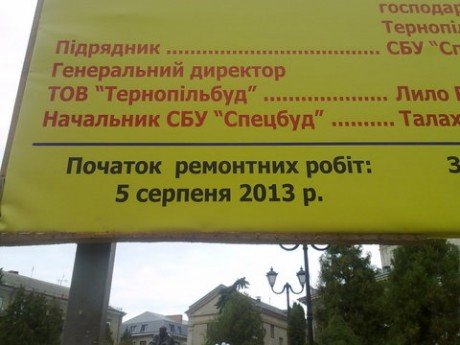 господар
Тернопі
Підрядник .................... СБУ “Сп
Генеральний директор
ТОВ “Тернопільбуд” ................ Лило
Начальник СБУ “Спецбуд” .......... Талах
Початок ремонтних робіт: З
5 серпеня 2013 р.